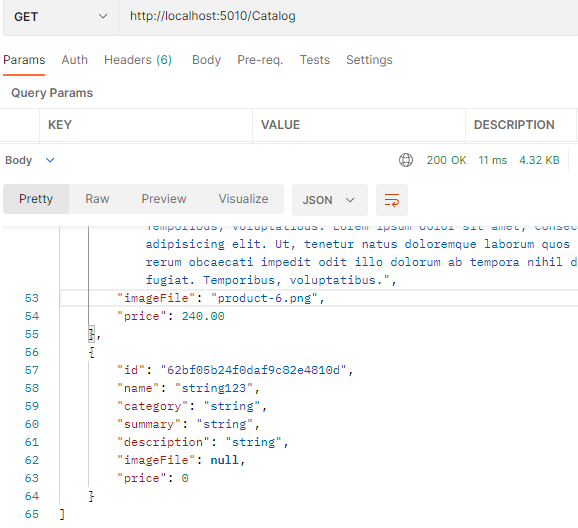 GET http://localhost:5010/Catalog
Params Auth Headers (6) Body Pre-req. Tests Settings
Query Params
KEY VALUE DESCRIPTION
Body 200 OK 11 ms 4.32 KB
Pretty Raw Preview Visualize JSON
Temporibus, voluptatibus. Lorem ipsum dolor sit amet, consec
adipisicing elit. Ut, tenetur natus doloremque laborum quos
rerum obcaecati impedit odit illo dolorum ab tempora nihil d
fugiat. Temporibus, voluptatibus.",
53 "imageFile": "product-6.png",
54 "price": 240.00
55 },
56 {
57 "id": "62bf05b24f0daf9c82e4810d",
58 "name": "string123",
59 "category": "string",
60 "summary": "string",
61 "description": "string",
62 "imageFile": null,
63 "price": 0
64 }
65 ]